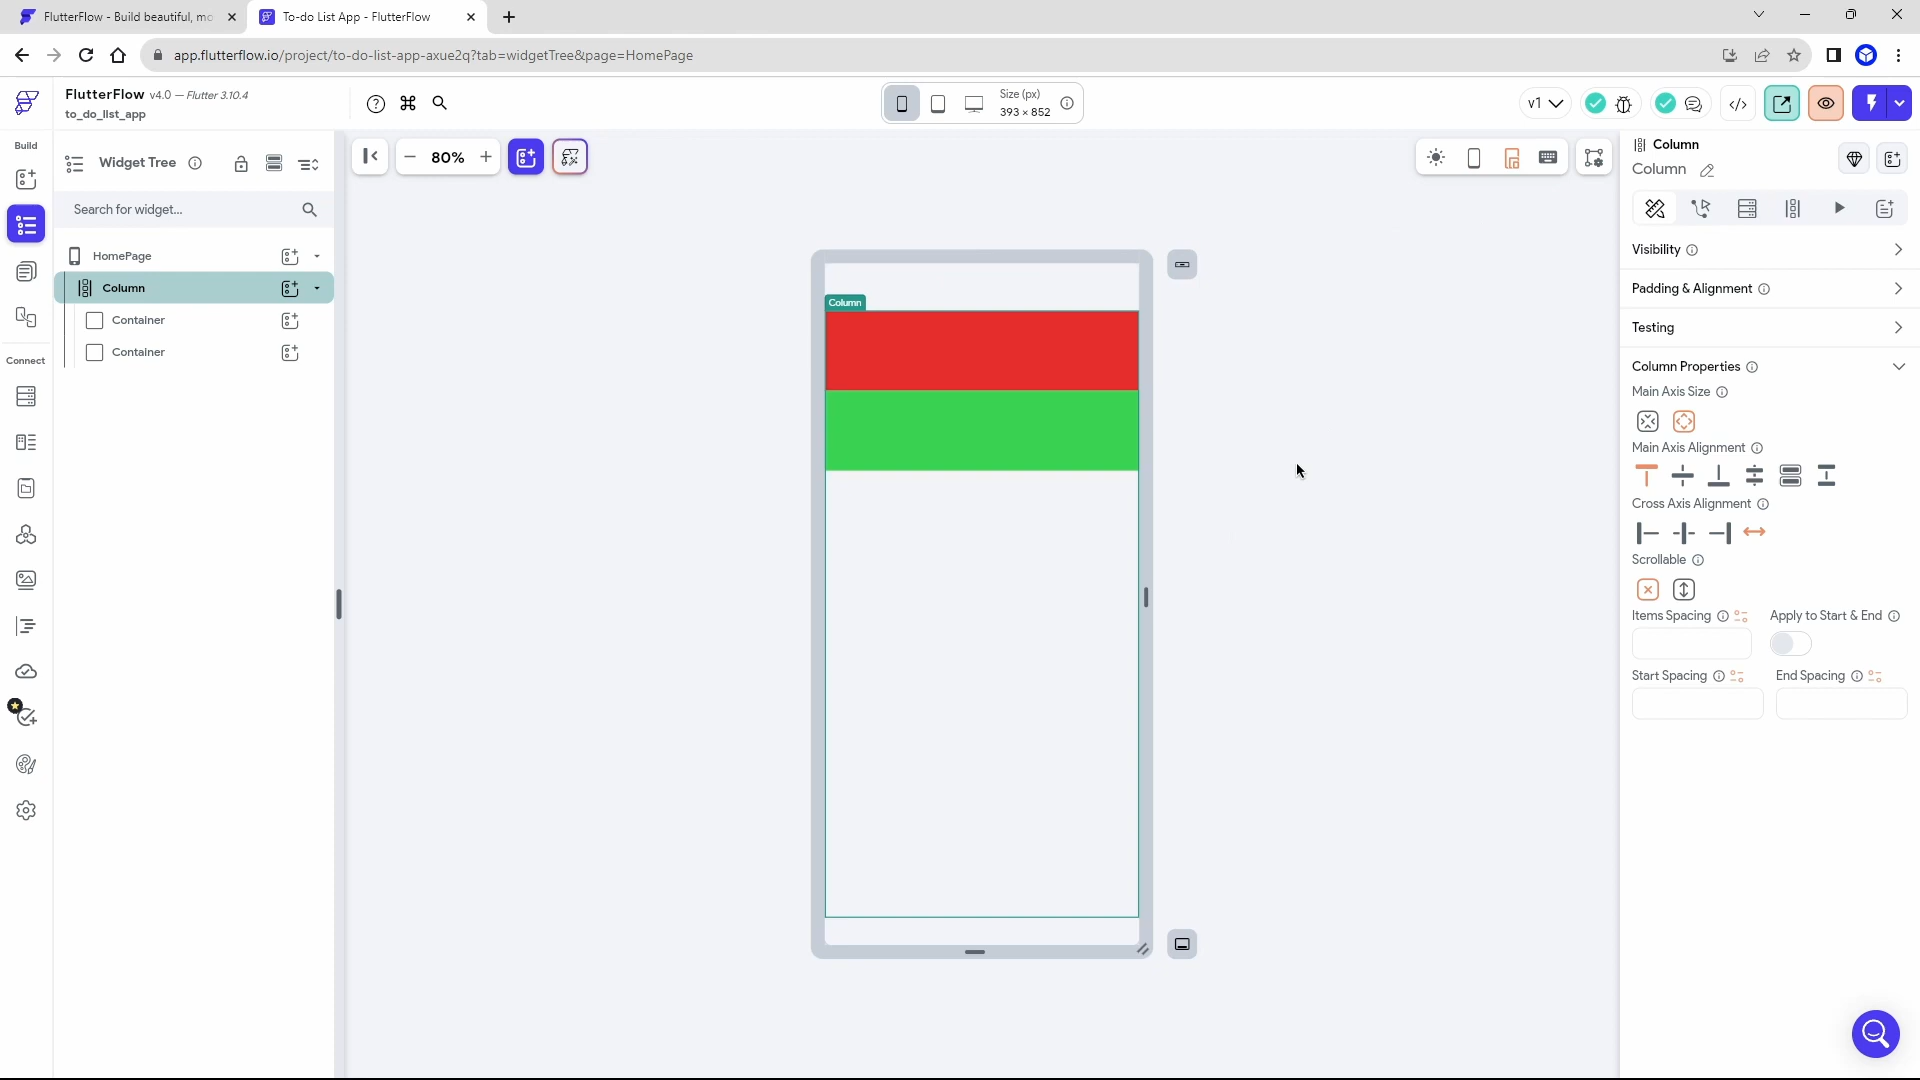 FlutterFlow - Build beautiful, mo
To-do List App - FlutterFlow
app.flutterflow.io/project/to-do-list-app-axue2q?tab=widgetTree&page=HomePage
FlutterFlow v4.0 — Flutter 3.10.4
to_do_list_app
Size (px)
393 × 852
v1
Build
Widget Tree
Search for widget...
HomePage
Column
Container
Container
Connect
80%
Column
Column
Column
Visibility
Padding & Alignment
Testing
Column Properties
Main Axis Size
Main Axis Alignment
Cross Axis Alignment
Scrollable
Items Spacing
Apply to Start & End
Start Spacing
End Spacing